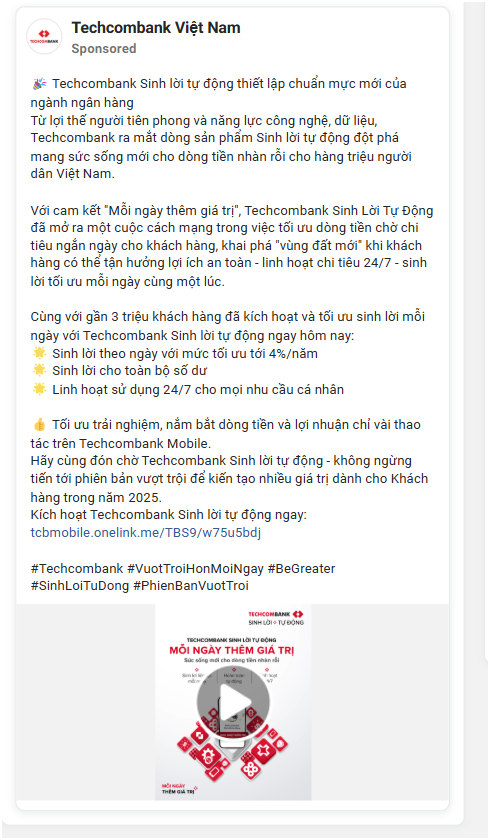 Techcombank Việt Nam
Sponsored
🎉 Techcombank Sinh lời tự động thiết lập chuẩn mực mới của
ngành ngân hàng
Từ lợi thế người tiên phong và năng lực công nghệ, dữ liệu,
Techcombank ra mắt dòng sản phẩm Sinh lời tự động đột phá
mang sức sống mới cho dòng tiền nhàn rỗi cho hàng triệu người
dân Việt Nam.
Với cam kết "Mỗi ngày thêm giá trị", Techcombank Sinh Lời Tự Động
đã mở ra một cuộc cách mạng trong việc tối ưu dòng tiền chờ chi
tiêu ngắn ngày cho khách hàng, khai phá "vùng đất mới" khi khách
hàng có thể tận hưởng lợi ích an toàn - linh hoạt chi tiêu 24/7 - sinh
lời tối ưu mỗi ngày cùng một lúc.
Cùng với gần 3 triệu khách hàng đã kích hoạt và tối ưu sinh lời mỗi
ngày với Techcombank Sinh lời tự động ngay hôm nay:
🌟 Sinh lời theo ngày với mức tối ưu tới 4%/năm
🌟 Sinh lời cho toàn bộ số dư
🌟 Linh hoạt sử dụng 24/7 cho mọi nhu cầu cá nhân
👍 Tối ưu trải nghiệm, nắm bắt dòng tiền và lợi nhuận chỉ vài thao
tác trên Techcombank Mobile.
Hãy cùng đón chờ Techcombank Sinh lời tự động - không ngừng
tiến tới phiên bản vượt trội để kiến tạo nhiều giá trị dành cho Khách
hàng trong năm 2025.
Kích hoạt Techcombank Sinh lời tự động ngay:
tcbmobile.onelink.me/TBS9/w75u5bdj
#Techcombank #VuotTroiHonMoiNgay #BeGreater
#SinhLoiTuDong #PhienBanVuotTroi
TECHCOMBANK
SINH LỜI TỰ ĐỘNG
TECHCOMBANK SINH LỜI TỰ ĐỘNG
MỖI NGÀY THÊM GIÁ TRỊ
Sức sống mới cho dòng tiền nhàn rỗi
MỖI NGÀY
THÊM GIÁ TRỊ